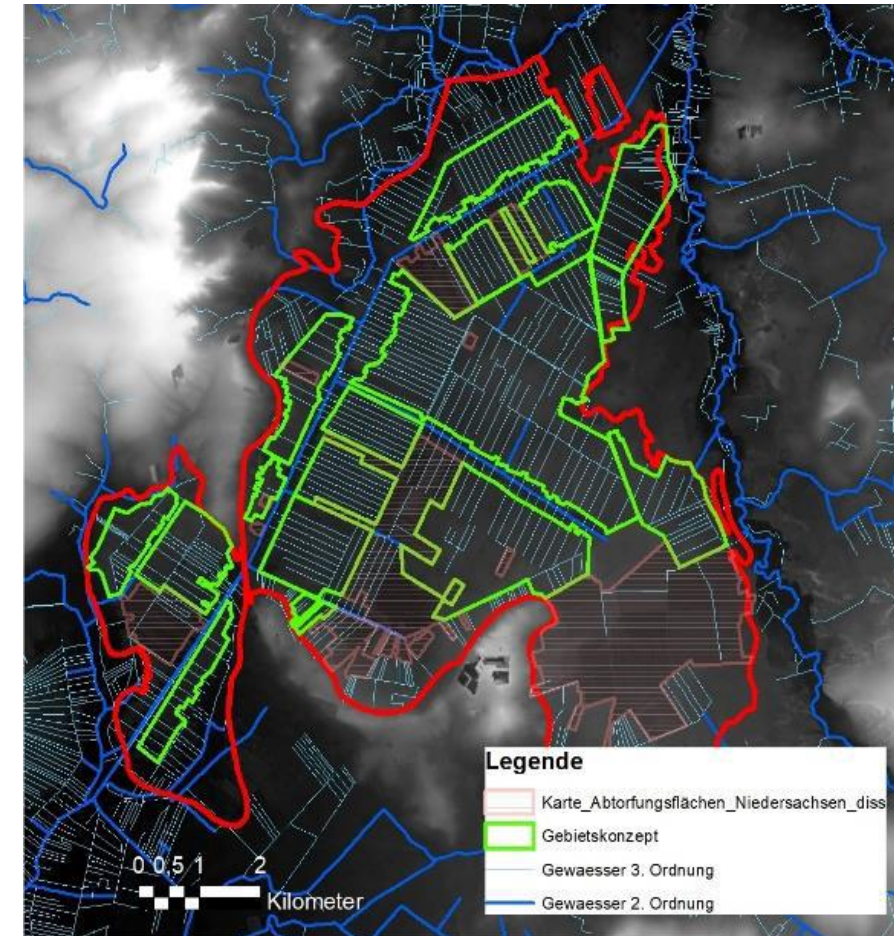 Legende
Karte_Abtorfungsflächen_Niedersachsen_diss
Gebietskonzept
Gewaesser 3. Ordnung
Gewaesser 2. Ordnung
0 0,5 1 2
Kilometer